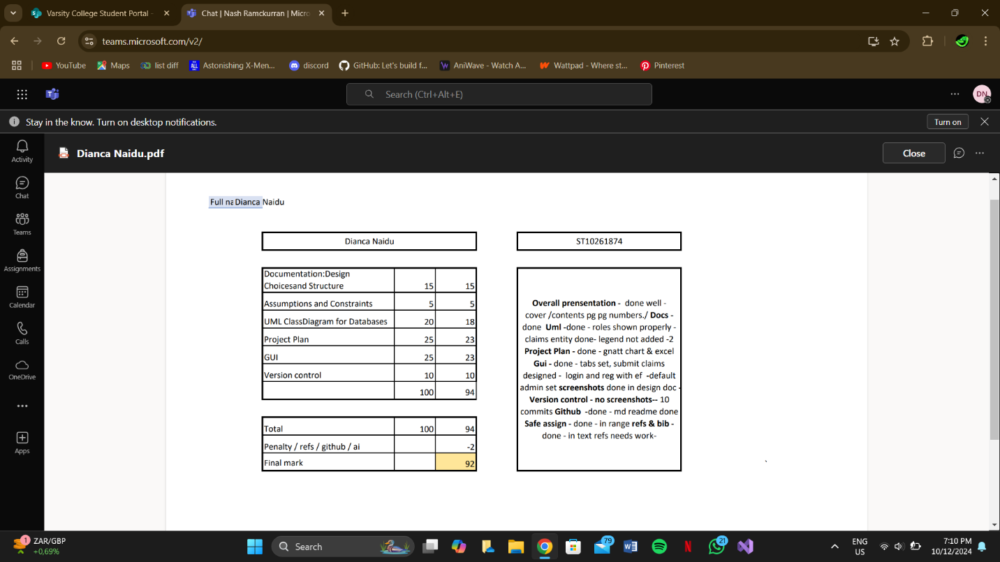 Varsity College Student Portal -
Chat | Nash Ramckurran | Micro
teams.microsoft.com/v2/
YouTube
Maps
list diff
Astonishing X-Men...
discord
GitHub: Let's build f...
AniWave - Watch A...
Wattpad - Where st...
Pinterest
Search (Ctrl+Alt+E)
DN
Stay in the know. Turn on desktop notifications.
Turn on
Activity
Chat
Teams
Assignments
Calendar
Calls
OneDrive
Apps
Dianca Naidu.pdf
Close
Full na Dianca Naidu
Dianca Naidu
ST10261874
Documentation:Design
Choicesand Structure 15 15
Assumptions and Constraints 5 5
UML ClassDiagram for Databases 20 18
Project Plan 25 23
GUI 25 23
Version control 10 10
100 94
Total 100 94
Penalty / refs / github / ai -2
Final mark 92
Overall prensentation - done well -
cover /contents pg pg numbers./ Docs -
done Uml -done - roles shown properly -
claims entity done- legend not added -2
Project Plan - done - gnatt chart & excel
Gui - done - tabs set, submit claims
designed - login and reg with ef -default
admin set screenshots done in design doc -
Version control - no screenshots-- 10
commits Github -done - md readme done
Safe assign - done - in range refs & bib -
done - in text refs needs work-
1
ZAR/GBP
+0,69%
Search
79
21
ENG
US
7:10 PM
10/12/2024